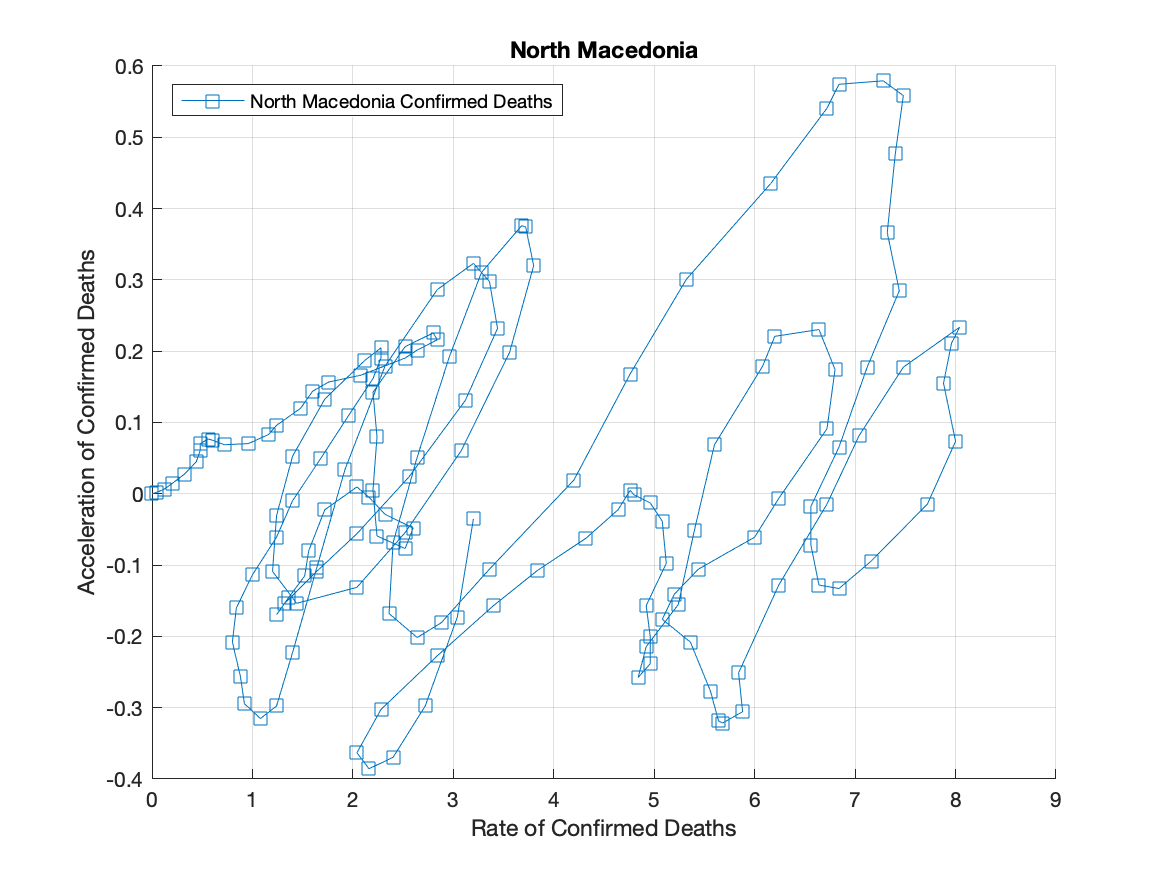 North Macedonia
North Macedonia Confirmed Deaths
0.6
0.5
0.4
0.3
0.2
0.1
0
-0.1
-0.2
-0.3
-0.4
Acceleration of Confirmed Deaths
0 1 2 3 4 5 6 7 8 9
Rate of Confirmed Deaths